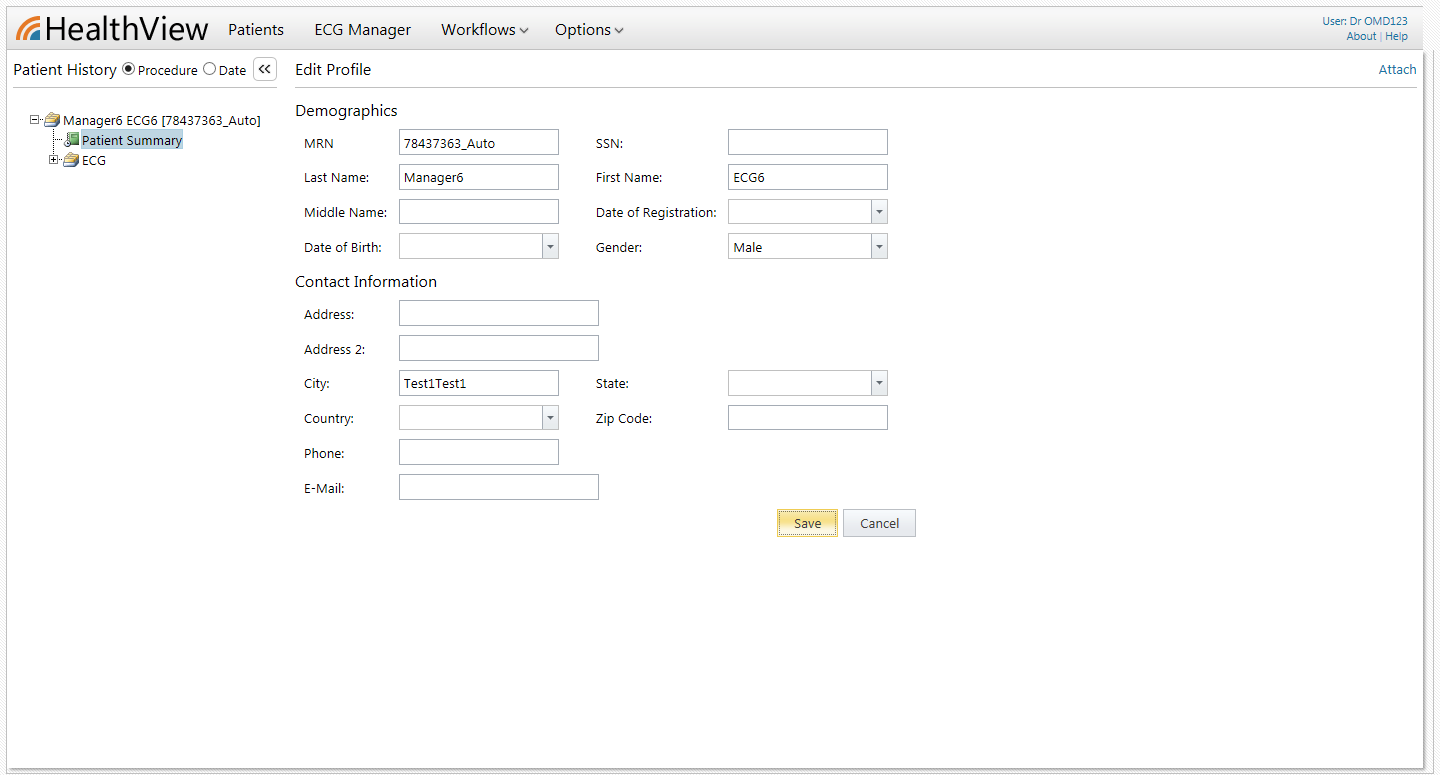 HealthView Patients ECG Manager Workflows Options
User: Dr OMD123
About | Help
Patient History Procedure Date
Manager6 ECG6 [78437363_Auto]
Patient Summary
ECG
Edit Profile Attach
Demographics
MRN 78437363_Auto SSN:
Last Name: Manager6 First Name: ECG6
Middle Name: Date of Registration:
Date of Birth: Gender: Male
Contact Information
Address:
Address 2:
City: Test1Test1 State:
Country: Zip Code:
Phone:
E-Mail:
Save Cancel